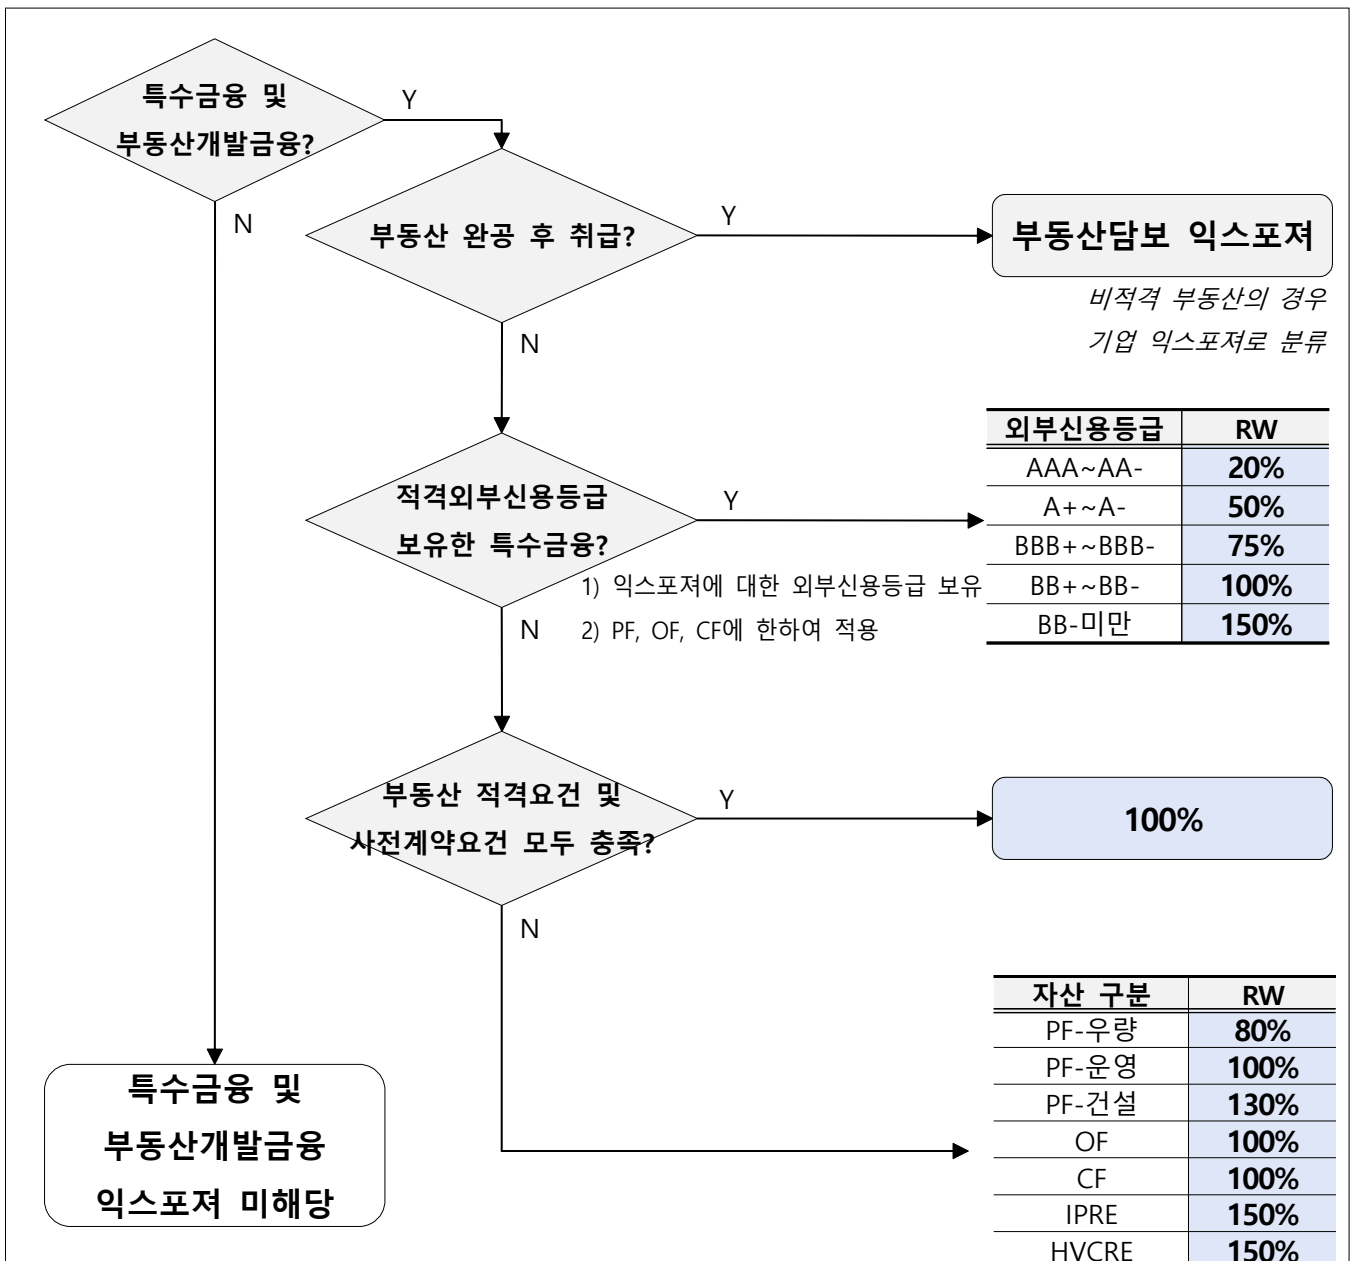 특수금융 및
부동산개발금융?
Y
N
부동산 완공 후 취급?
Y
N
부동산담보 익스포져
비적격 부동산의 경우
기업 익스포져로 분류
적격외부신용등급
보유한 특수금융?
Y
N
1) 익스포져에 대한 외부신용등급 보유
2) PF, OF, CF에 한하여 적용
외부신용등급 RW
AAA~AA- 20%
A+~A- 50%
BBB+~BBB- 75%
BB+~BB- 100%
BB-미만 150%
부동산 적격요건 및
사전계약요건 모두 충족?
Y
N
100%
자산 구분 RW
PF-우량 80%
PF-운영 100%
PF-건설 130%
OF 100%
CF 100%
IPRE 150%
HVCRE 150%
특수금융 및
부동산개발금융
익스포져 미해당